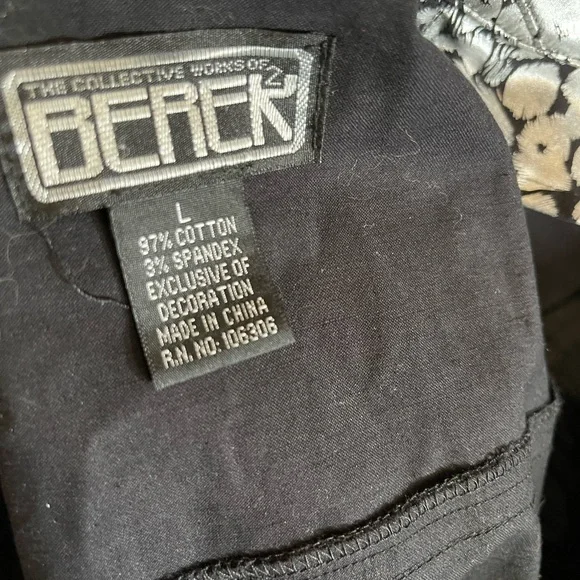 THE COLLECTIVE WORKS OF
BEREK 2
L
97% COTTON
3% SPANDEX
EXCLUSIVE OF
DECORATION
MADE IN CHINA
R.N. NO: 106306